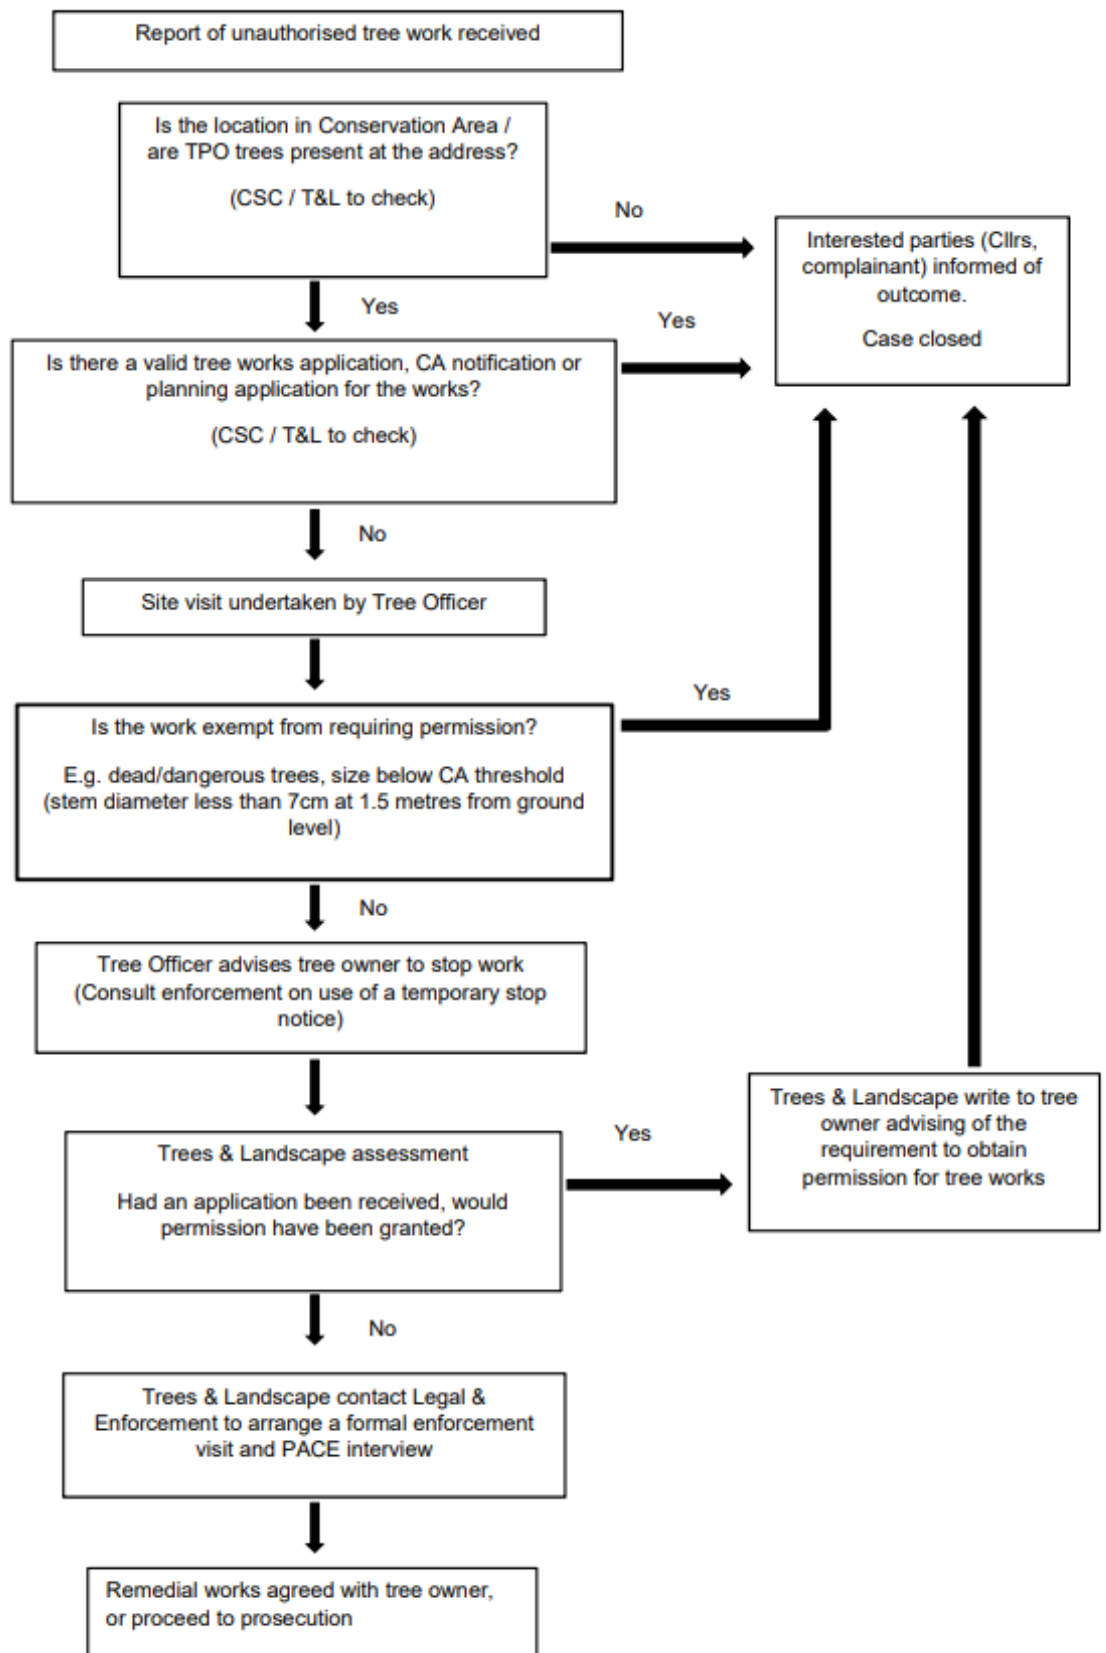 Report of unauthorised tree work received
Is the location in Conservation Area /
are TPO trees present at the address?
(CSC / T&L to check)
No
Interested parties (Cllrs,
complainant) informed of
outcome.
Case closed
Yes
Yes
Is there a valid tree works application, CA notification or
planning application for the works?
(CSC / T&L to check)
No
Site visit undertaken by Tree Officer
Is the work exempt from requiring permission?
E.g. dead/dangerous trees, size below CA threshold
(stem diameter less than 7cm at 1.5 metres from ground
level)
Yes
No
Tree Officer advises tree owner to stop work
(Consult enforcement on use of a temporary stop
notice)
Trees & Landscape assessment
Had an application been received, would
permission have been granted?
Yes
Trees & Landscape write to tree
owner advising of the
requirement to obtain
permission for tree works
No
Trees & Landscape contact Legal &
Enforcement to arrange a formal enforcement
visit and PACE interview
Remedial works agreed with tree owner,
or proceed to prosecution